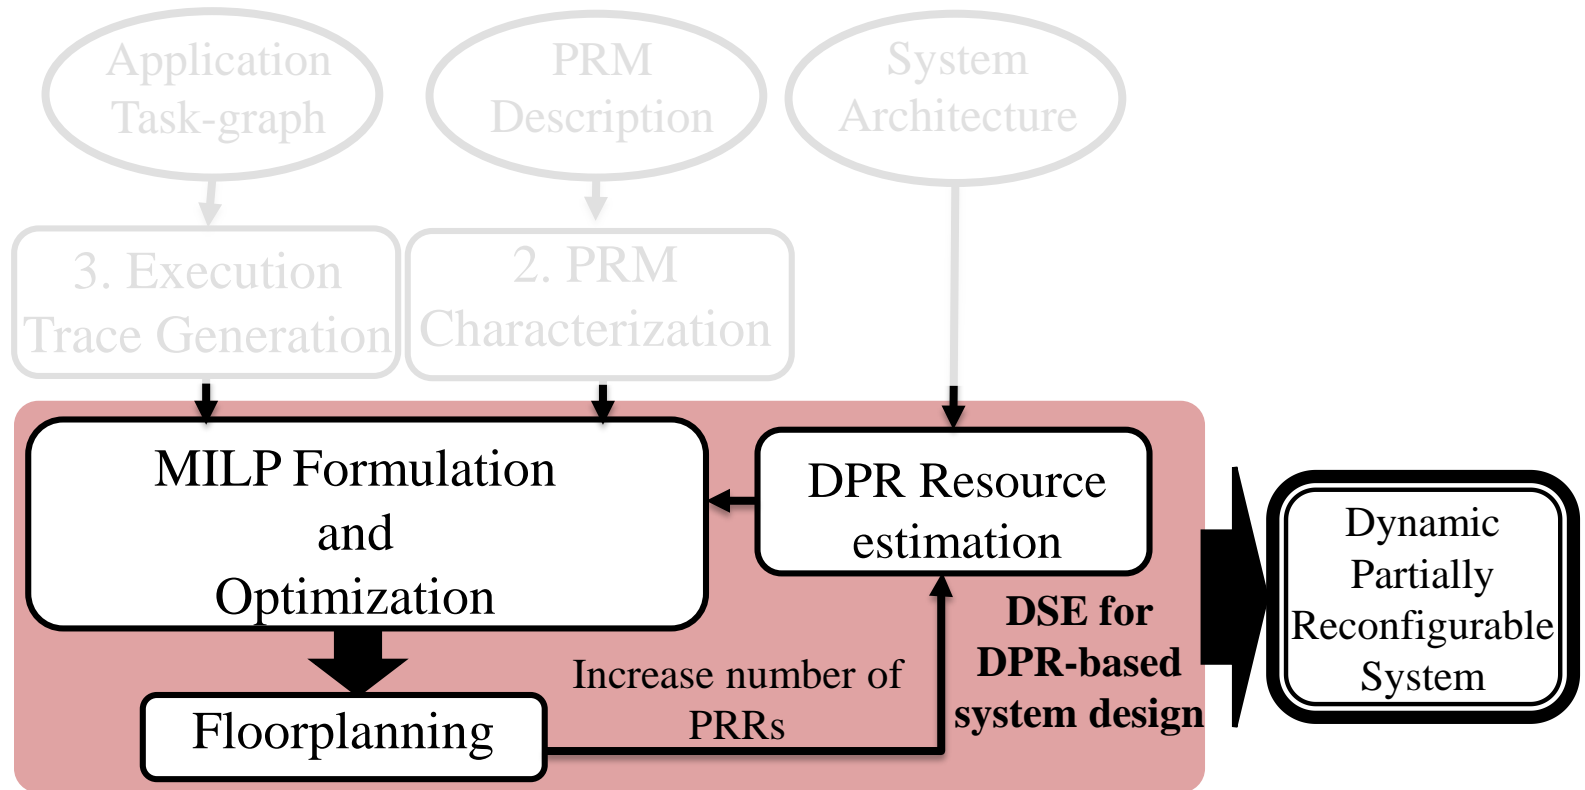 Application
Task-graph
PRM
Description
System
Architecture
3. Execution
Trace Generation
2. PRM
Characterization
MILP Formulation
and
Optimization
DPR Resource
estimation
Floorplanning
Increase number of
PRRs
DSE for
DPR-based
system design
Dynamic
Partially
Reconfigurable
System